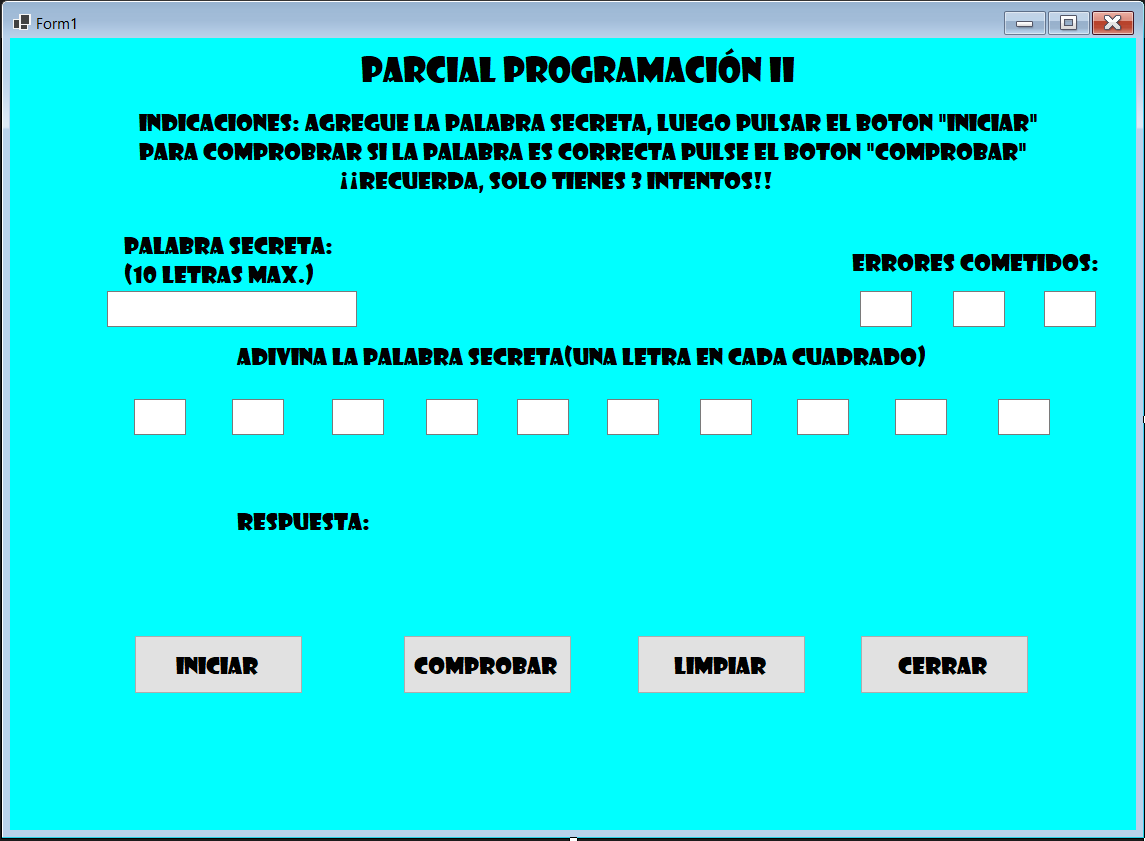 Form1
PARCIAL PROGRAMACIÓN II
INDICACIONES: AGREGUE LA PALABRA SECRETA, LUEGO PULSAR EL BOTON "INICIAR"
PARA COMPROBRAR SI LA PALABRA ES CORRECTA PULSE EL BOTON "COMPROBAR"
¡¡RECUERDA, SOLO TIENES 3 INTENTOS!!
PALABRA SECRETA:
(10 LETRAS MAX.)
ERRORES COMETIDOS:
ADIVINA LA PALABRA SECRETA(UNA LETRA EN CADA CUADRADO)
RESPUESTA:
INICIAR
COMPROBAR
LIMPIAR
CERRAR